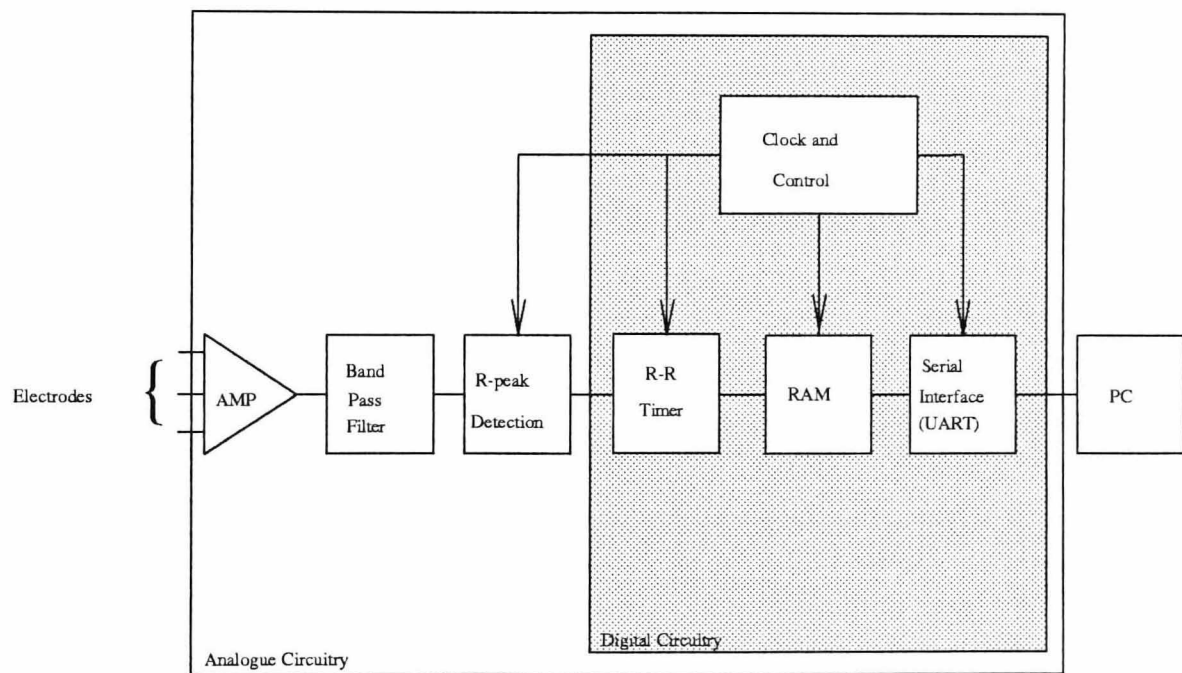 Clock and
Control
Electrodes
AMP
Band
Pass
Filter
R-peak
Detection
R-R
Timer
RAM
Serial
Interface
(UART)
PC
Digital Circuitry
Analogue Circuitry